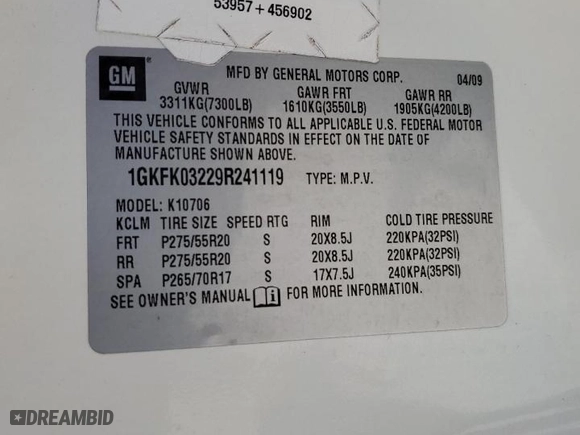 53957+456902
GM
MFD BY GENERAL MOTORS CORP. 04/09
GVWR GAWR FRT GAWR RR
3311KG(7300LB) 1610KG(3550LB) 1905KG(4200LB)
THIS VEHICLE CONFORMS TO ALL APPLICABLE U.S. FEDERAL MOTOR
VEHICLE SAFETY STANDARDS IN EFFECT ON THE DATE OF
MANUFACTURE SHOWN ABOVE.
1GKFK03229R241119 TYPE: M.P.V.
MODEL: K10706
KCLM TIRE SIZE SPEED RTG RIM COLD TIRE PRESSURE
FRT P275/55R20 S 20X8.5J 220KPA(32PSI)
RR P275/55R20 S 20X8.5J 220KPA(32PSI)
SPA P265/70R17 S 17X7.5J 240KPA(35PSI)
SEE OWNER'S MANUAL i FOR MORE INFORMATION.
DREAMBID